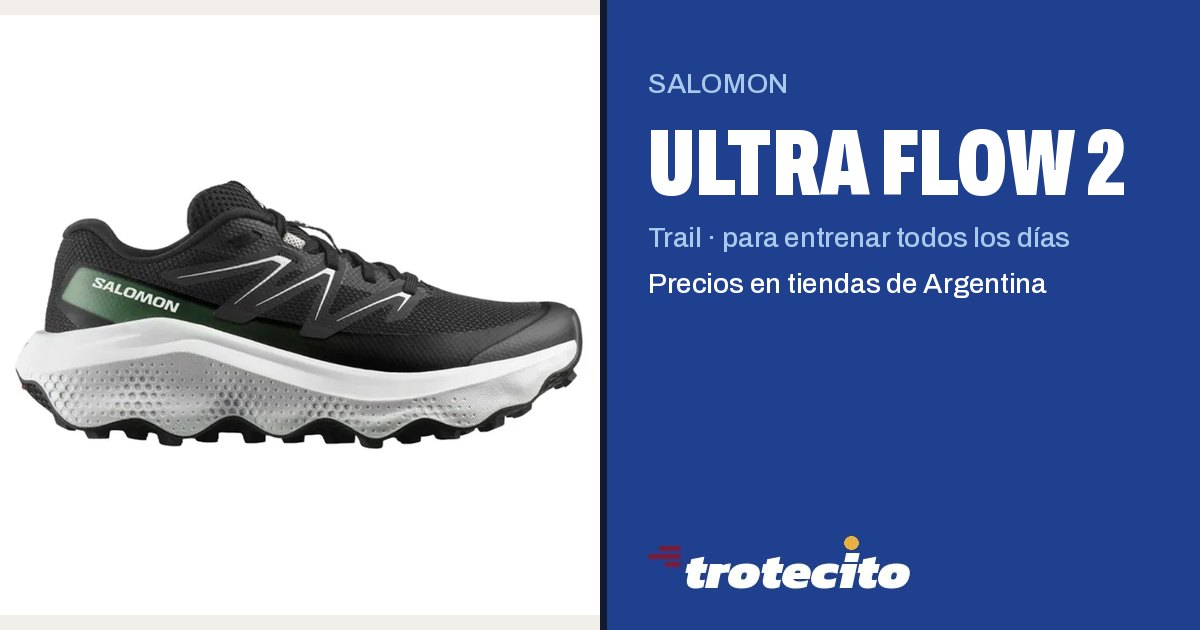 SALOMON
SALOMON
ULTRA FLOW 2
Trail · para entrenar todos los días
Precios en tiendas de Argentina
trotecito